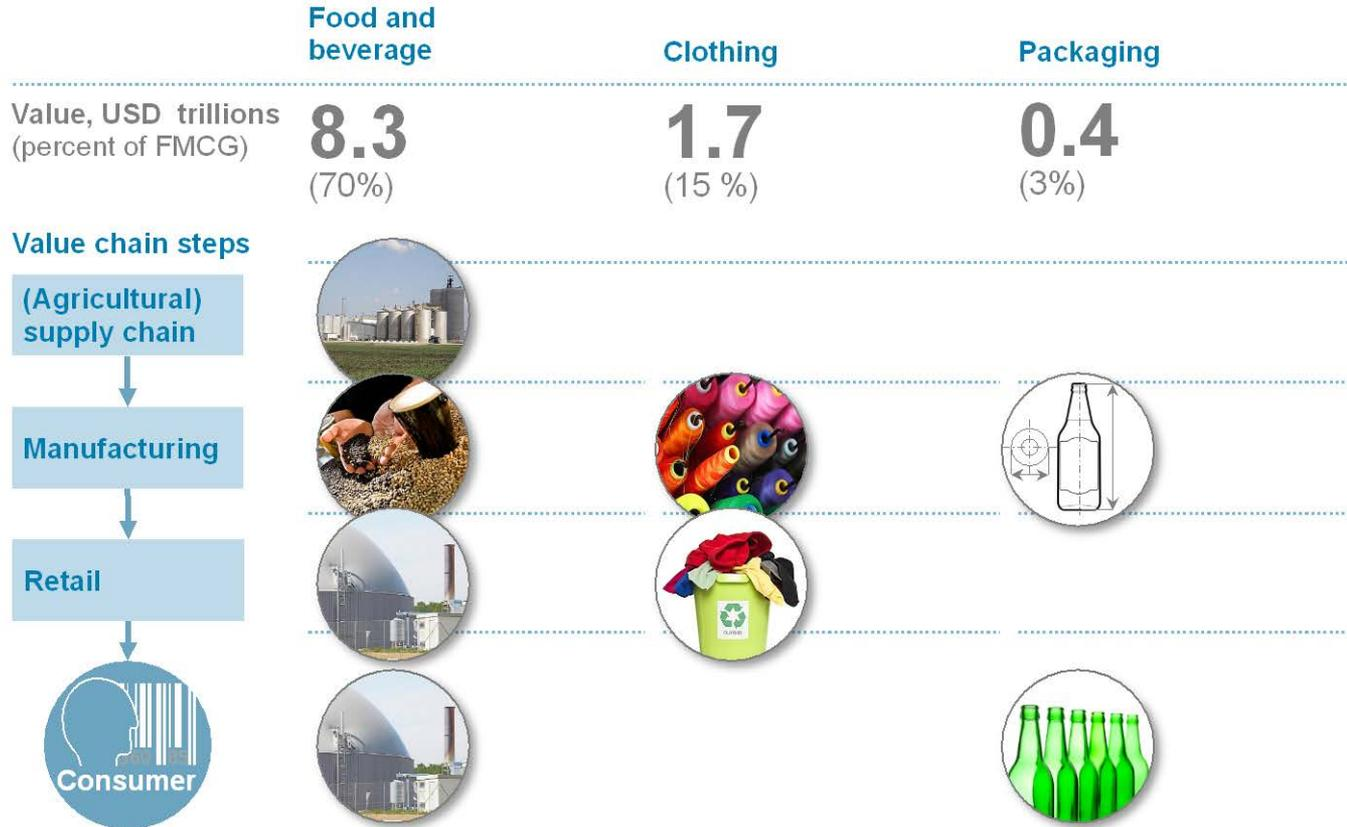 Food and
beverage
Clothing
Packaging
Value, USD trillions
(percent of FMCG)
8.3
(70%)
1.7
(15 %)
0.4
(3%)
Value chain steps
(Agricultural)
supply chain
Manufacturing
Retail
Consumer